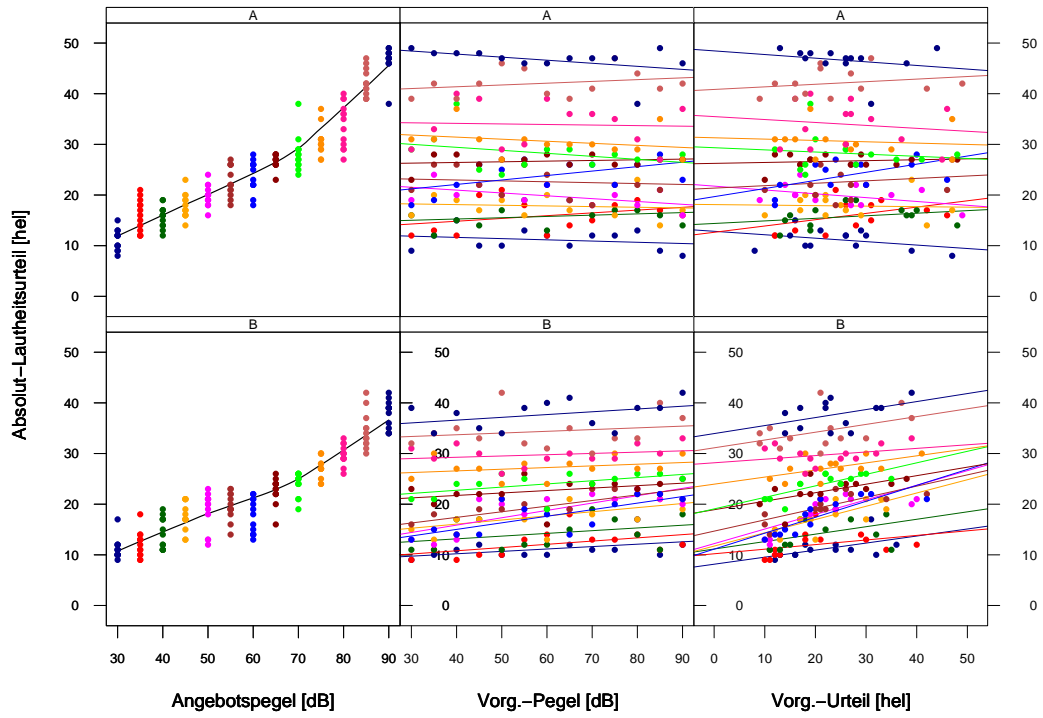 A A A
50 50
40 40
30 30
20 20
10 10
0 0
B B B
50 50 50 50
40 40 40 40
30 30 30 30
20 20 20 20
10 10 10 10
0 0 0 0
30 40 50 60 70 80 90 30 40 50 60 70 80 90 0 10 20 30 40 50
Angebotspegel [dB] Vorg.−Pegel [dB] Vorg.−Urteil [hel]
Absolut−Lautheitsurteil [hel]